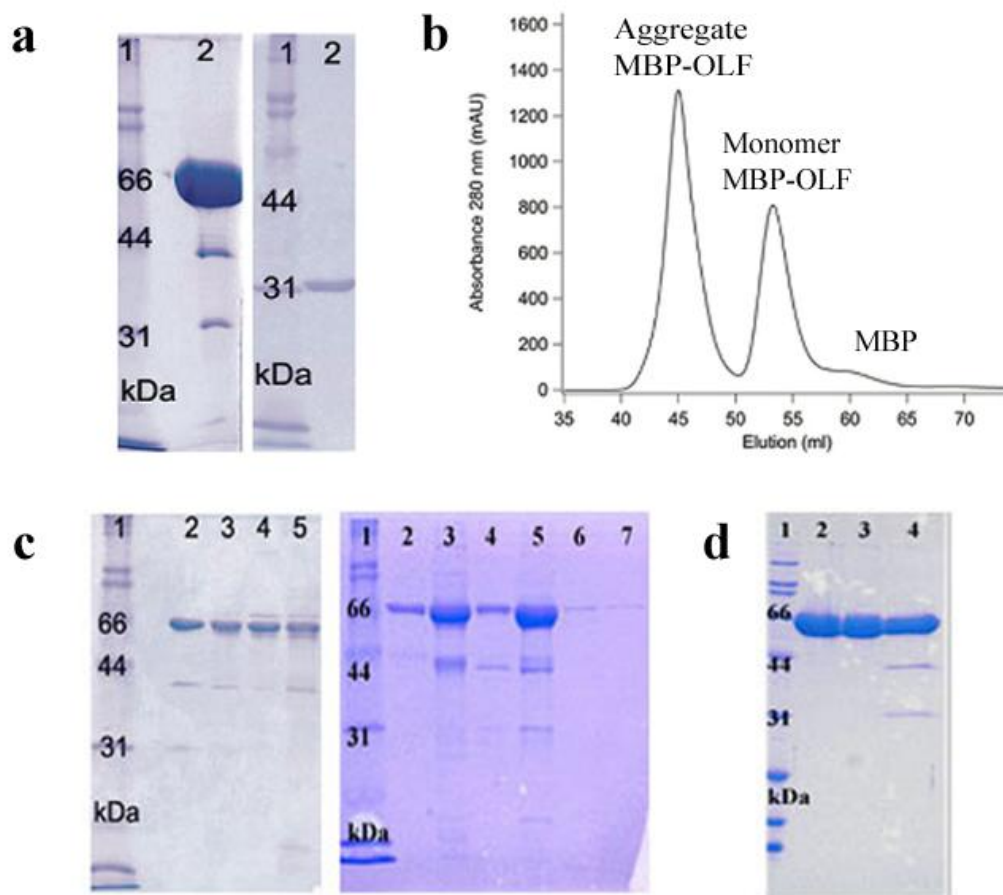 a
1 2
66
44
31
kDa
1 2
44
31
kDa
b
Aggregate
MBP-OLF
Monomer
MBP-OLF
MBP
Absorbance 280 nm (mAU)
1600
1400
1200
1000
800
600
400
200
0
35 40 45 50 55 60 65 70
Elution (ml)
c
1 2 3 4 5
66
44
31
kDa
1 2 3 4 5 6 7
66
44
31
kDa
d
1 2 3 4
66
44
31
kDa